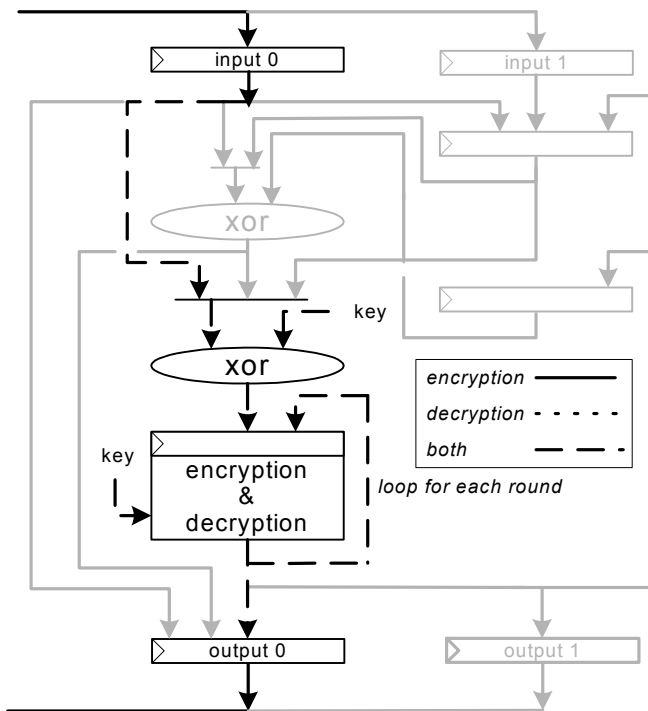 input 0
input 1
xor
key
xor
encryption
decryption
both
key
encryption
&
decryption
loop for each round
output 0
output 1